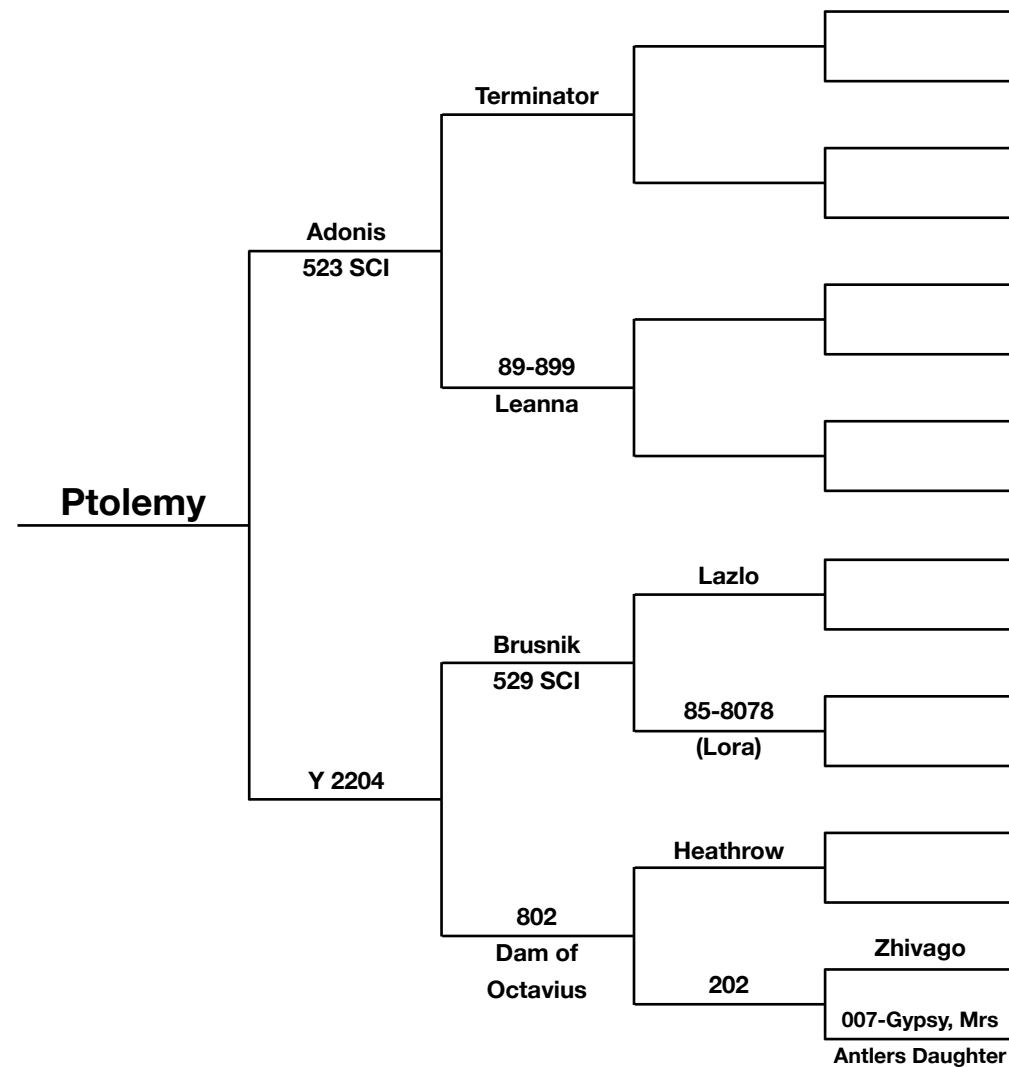 Terminator
Adonis
523 SCI
89-899
Leanna
Ptolemy
Lazlo
Brusnik
529 SCI
85-8078
(Lora)
Y 2204
Heathrow
802
Dam of
Octavius
Zhivago
202
007-Gypsy, Mrs
Antlers Daughter